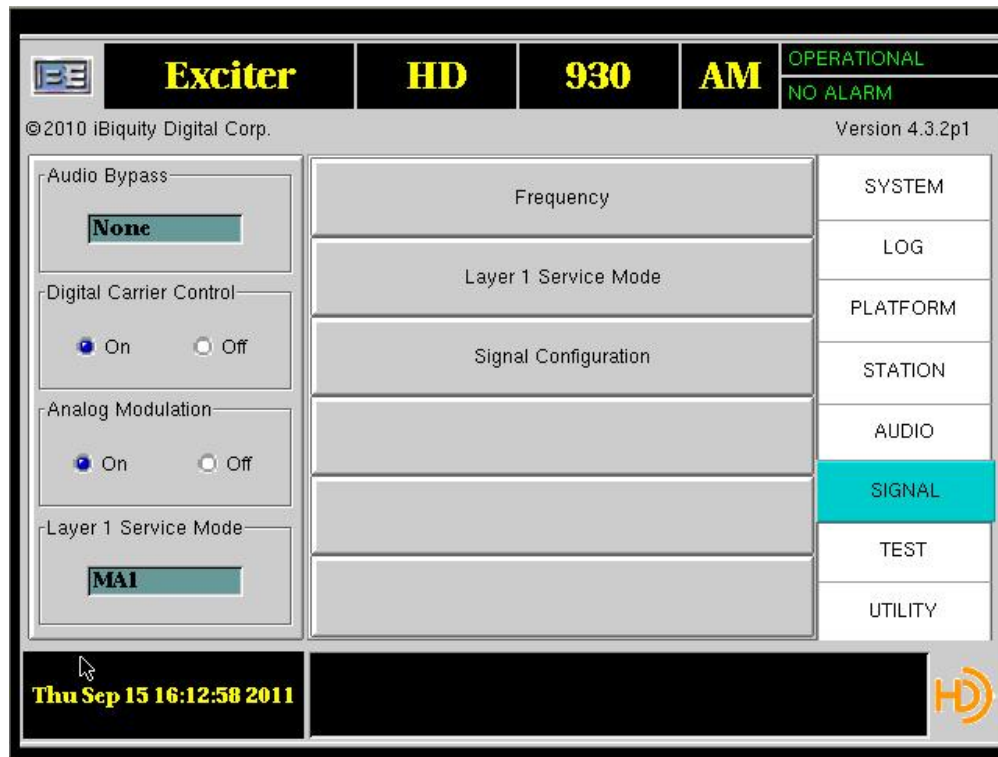 IBE
Exciter
HD
930
AM
OPERATIONAL
NO ALARM
©2010 iBiquity Digital Corp.
Version 4.3.2p1
Audio Bypass
None
Digital Carrier Control
On
Off
Analog Modulation
On
Off
Layer 1 Service Mode
MA1
Frequency
Layer 1 Service Mode
Signal Configuration
SYSTEM
LOG
PLATFORM
STATION
AUDIO
SIGNAL
TEST
UTILITY
Thu Sep 15 16:12:58 2011
HD